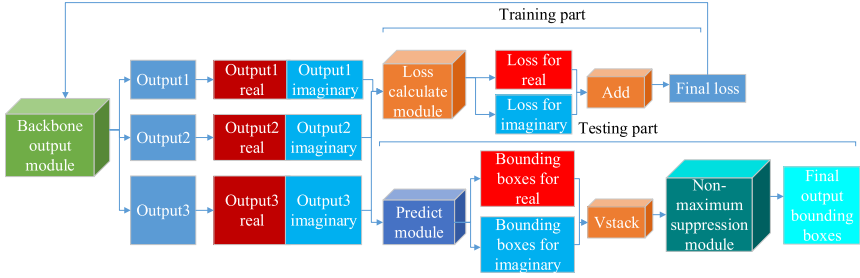 Training part
Backbone
output
module
Output1
Output2
Output3
Output1
real
Output1
imaginary
Output2
real
Output2
imaginary
Output3
real
Output3
imaginary
Loss
calculate
module
Loss for
real
Loss for
imaginary
Add
Final loss
Testing part
Predict
module
Bounding
boxes for
real
Bounding
boxes for
imaginary
Vstack
Non-
maximum
suppression
module
Final
output
bounding
boxes